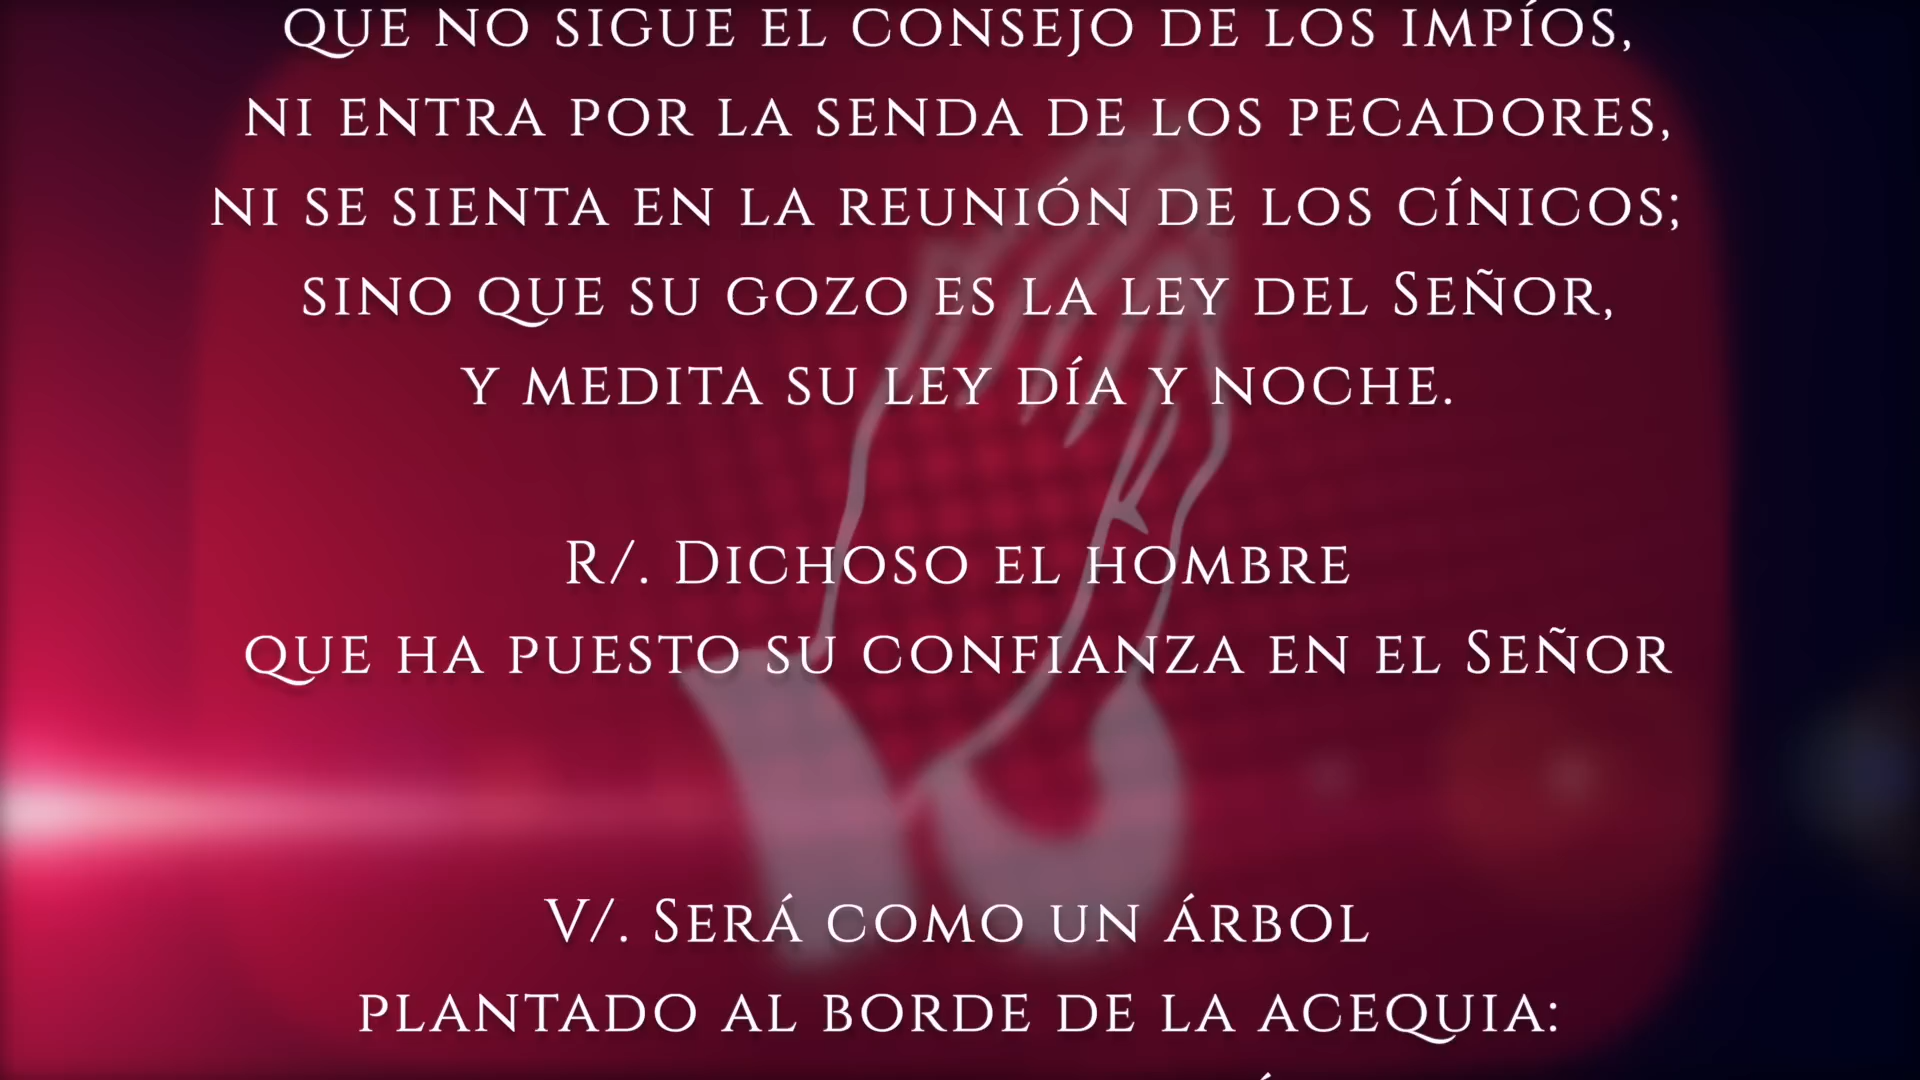 que no sigue el consejo de los impíos,
ni entra por la senda de los pecadores,
ni se sienta en la reunión de los cínicos;
sino que su gozo es la ley del Señor,
y medita su ley día y noche.
R/. Dichoso el hombre
que ha puesto su confianza en el Señor
V/. Será como un árbol
plantado al borde de la acequia: